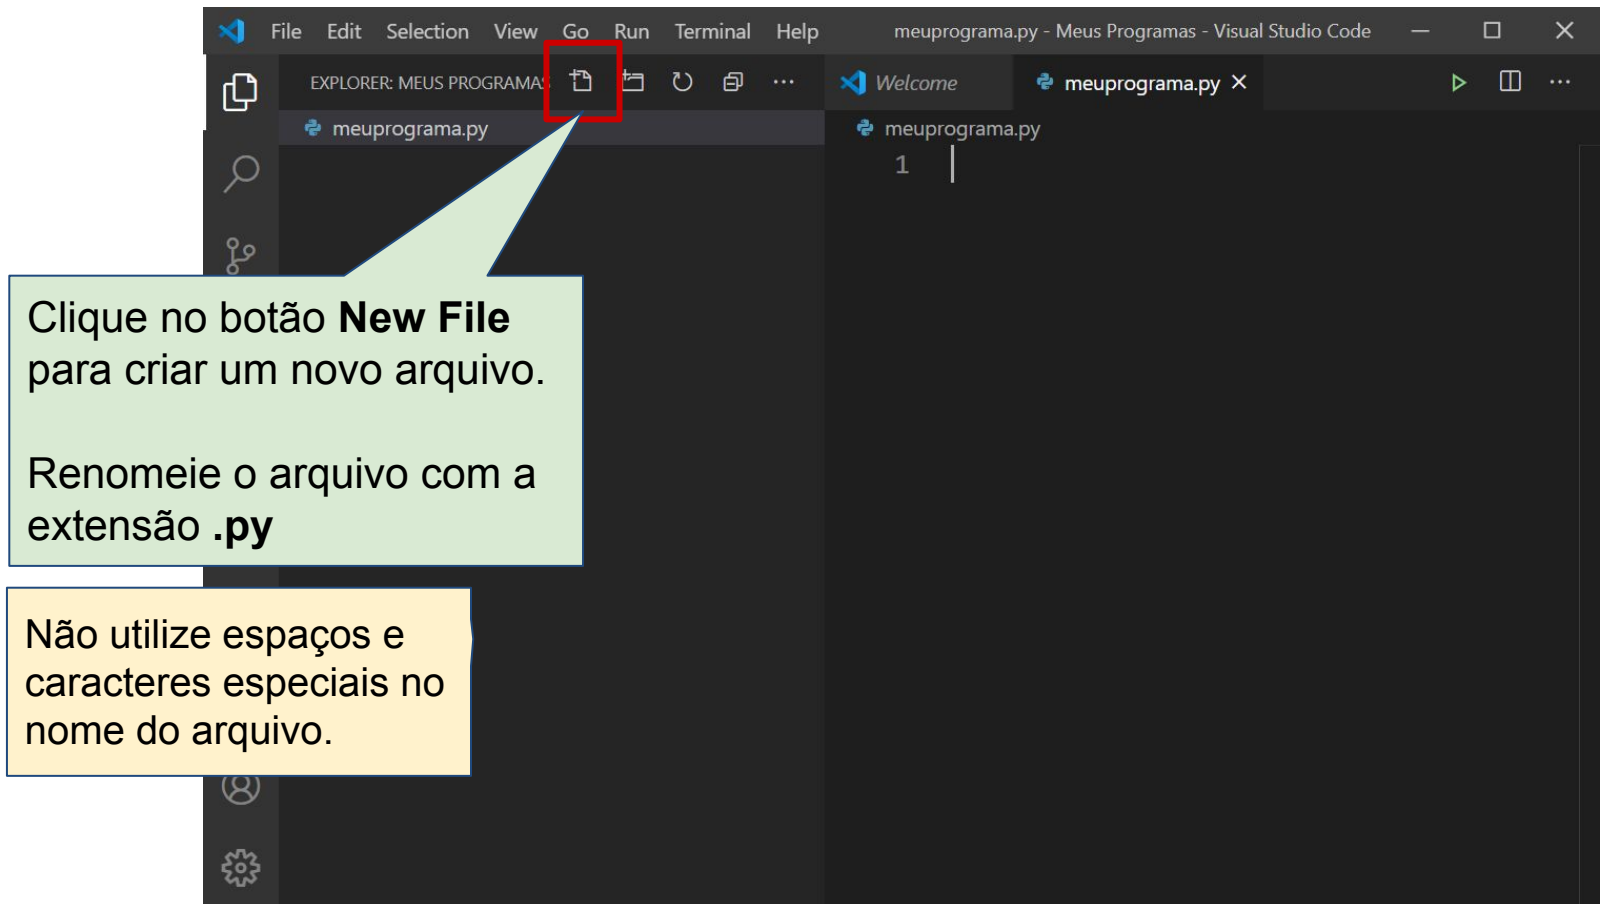 File Edit Selection View Go Run Terminal Help meuprograma.py - Meus Programas - Visual Studio Code
EXPLORER: MEUS PROGRAMAS
Welcome meuprograma.py
meuprograma.py
meuprograma.py
1
Clique no botão New File
para criar um novo arquivo.
Renomeie o arquivo com a
extensão .py
Não utilize espaços e
caracteres especiais no
nome do arquivo.